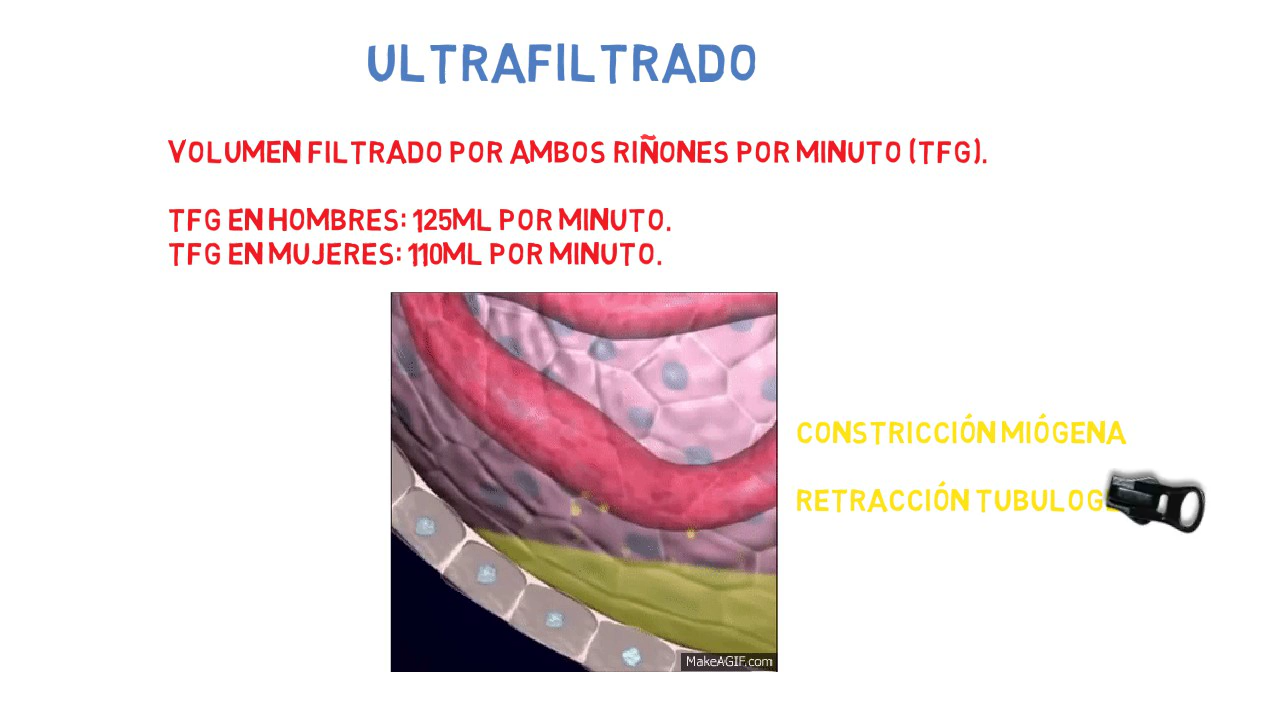 ULTRAFILTRADO
VOLUMEN FILTRADO POR AMBOS RIÑONES POR MINUTO (TFG).
TFG EN HOMBRES: 125ML POR MINUTO.
TFG EN MUJERES: 110ML POR MINUTO.
CONSTRICCIÓN MIÓGENA
RETRACCIÓN
MakeAGIF.com